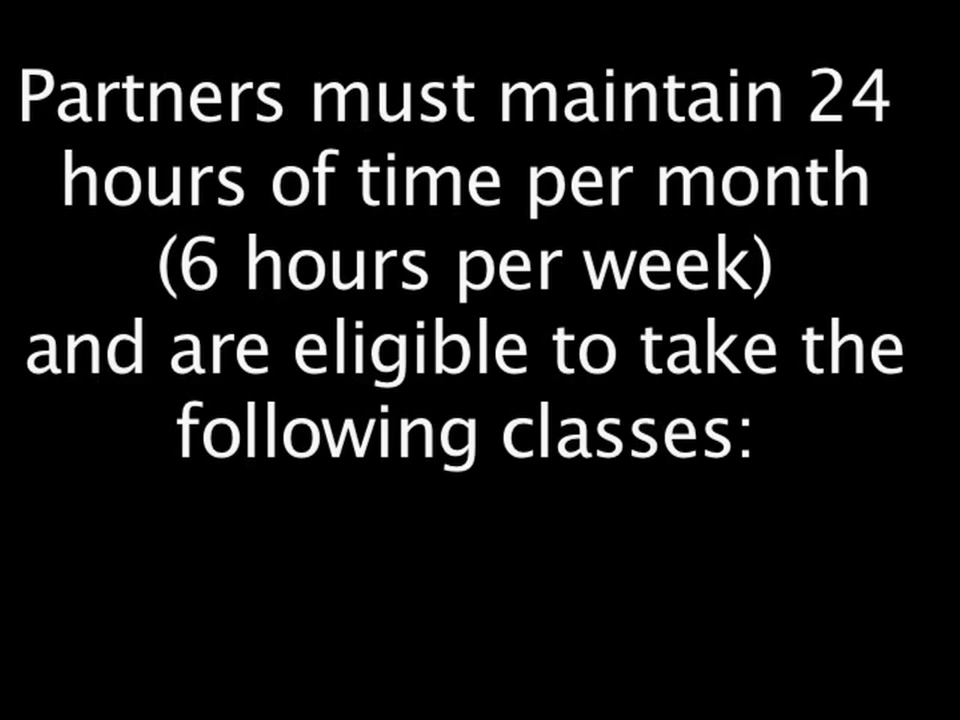 Partners must maintain 24
hours of time per month
(6 hours per week)
and are eligible to take the
following classes: